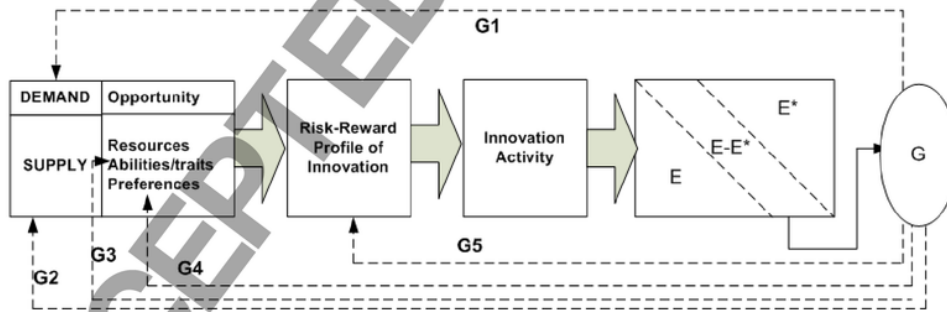 G1
DEMAND
Opportunity
SUPPLY
Resources
Abilities/traits
Preferences
Risk-Reward
Profile of
Innovation
Innovation
Activity
E*
E-E*
E
G
G5
G3
G4
G2